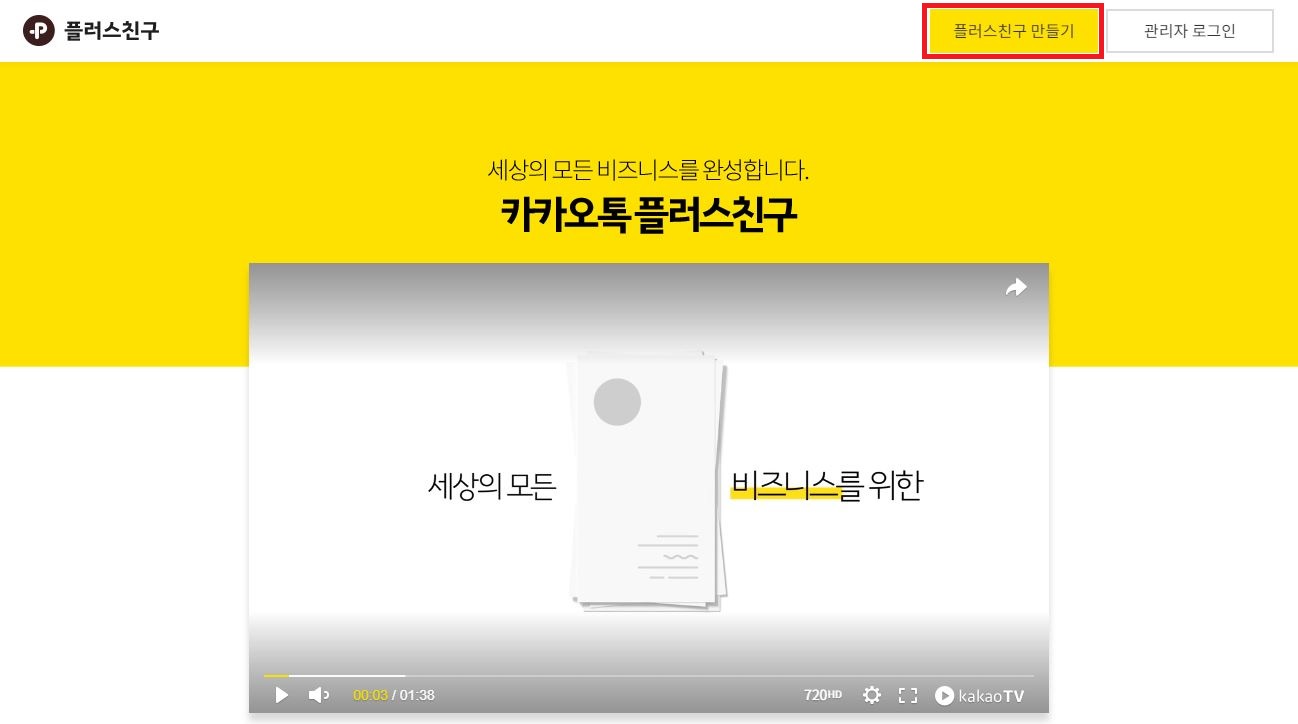 플러스친구
플러스친구 만들기
관리자 로그인
세상의 모든 비즈니스를 완성합니다.
카카오톡 플러스친구
세상의 모든 비즈니스를 위한
00:03 / 01:38
720HD
kakaoTV